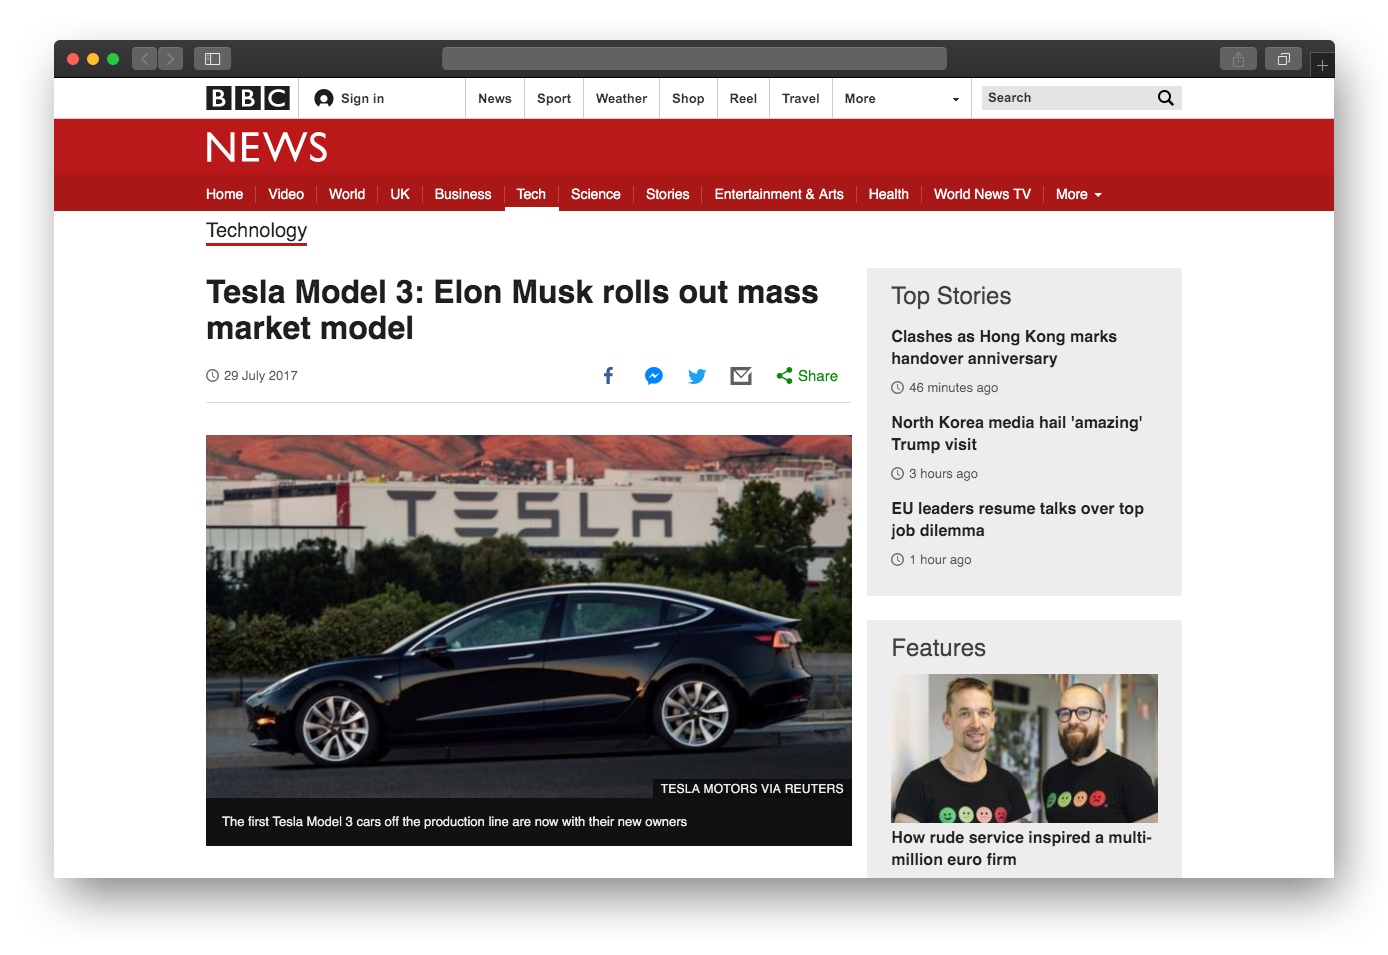 BBC
Sign in
News
Sport
Weather
Shop
Reel
Travel
More
Search
NEWS
Home
Video
World
UK
Business
Tech
Science
Stories
Entertainment & Arts
Health
World News TV
More
Technology
Tesla Model 3: Elon Musk rolls out mass
market model
29 July 2017
Share
TESLA
TESLA MOTORS VIA REUTERS
The first Tesla Model 3 cars off the production line are now with their new owners
Top Stories
Clashes as Hong Kong marks
handover anniversary
46 minutes ago
North Korea media hail 'amazing'
Trump visit
3 hours ago
EU leaders resume talks over top
job dilemma
1 hour ago
Features
How rude service inspired a multi-
million euro firm